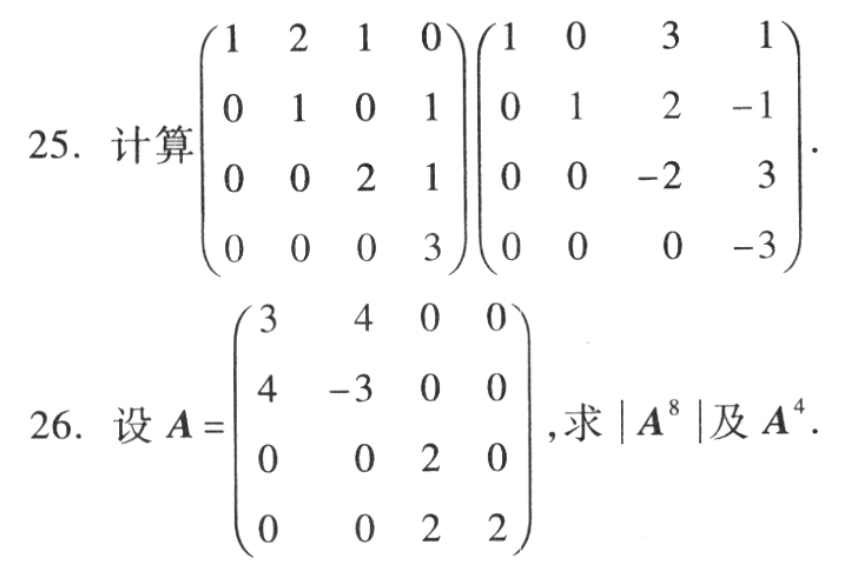 25. 计算
(1 2 1 0) (1 0 3 1)
(0 1 0 1) (0 1 2 -1)
(0 0 2 1) (0 0 -2 3)
(0 0 0 3) (0 0 0 -3) .
26. 设 A =
(3 4 0 0)
(4 -3 0 0)
(0 0 2 0)
(0 0 2 2)
,求 |A⁸| 及 A⁴.